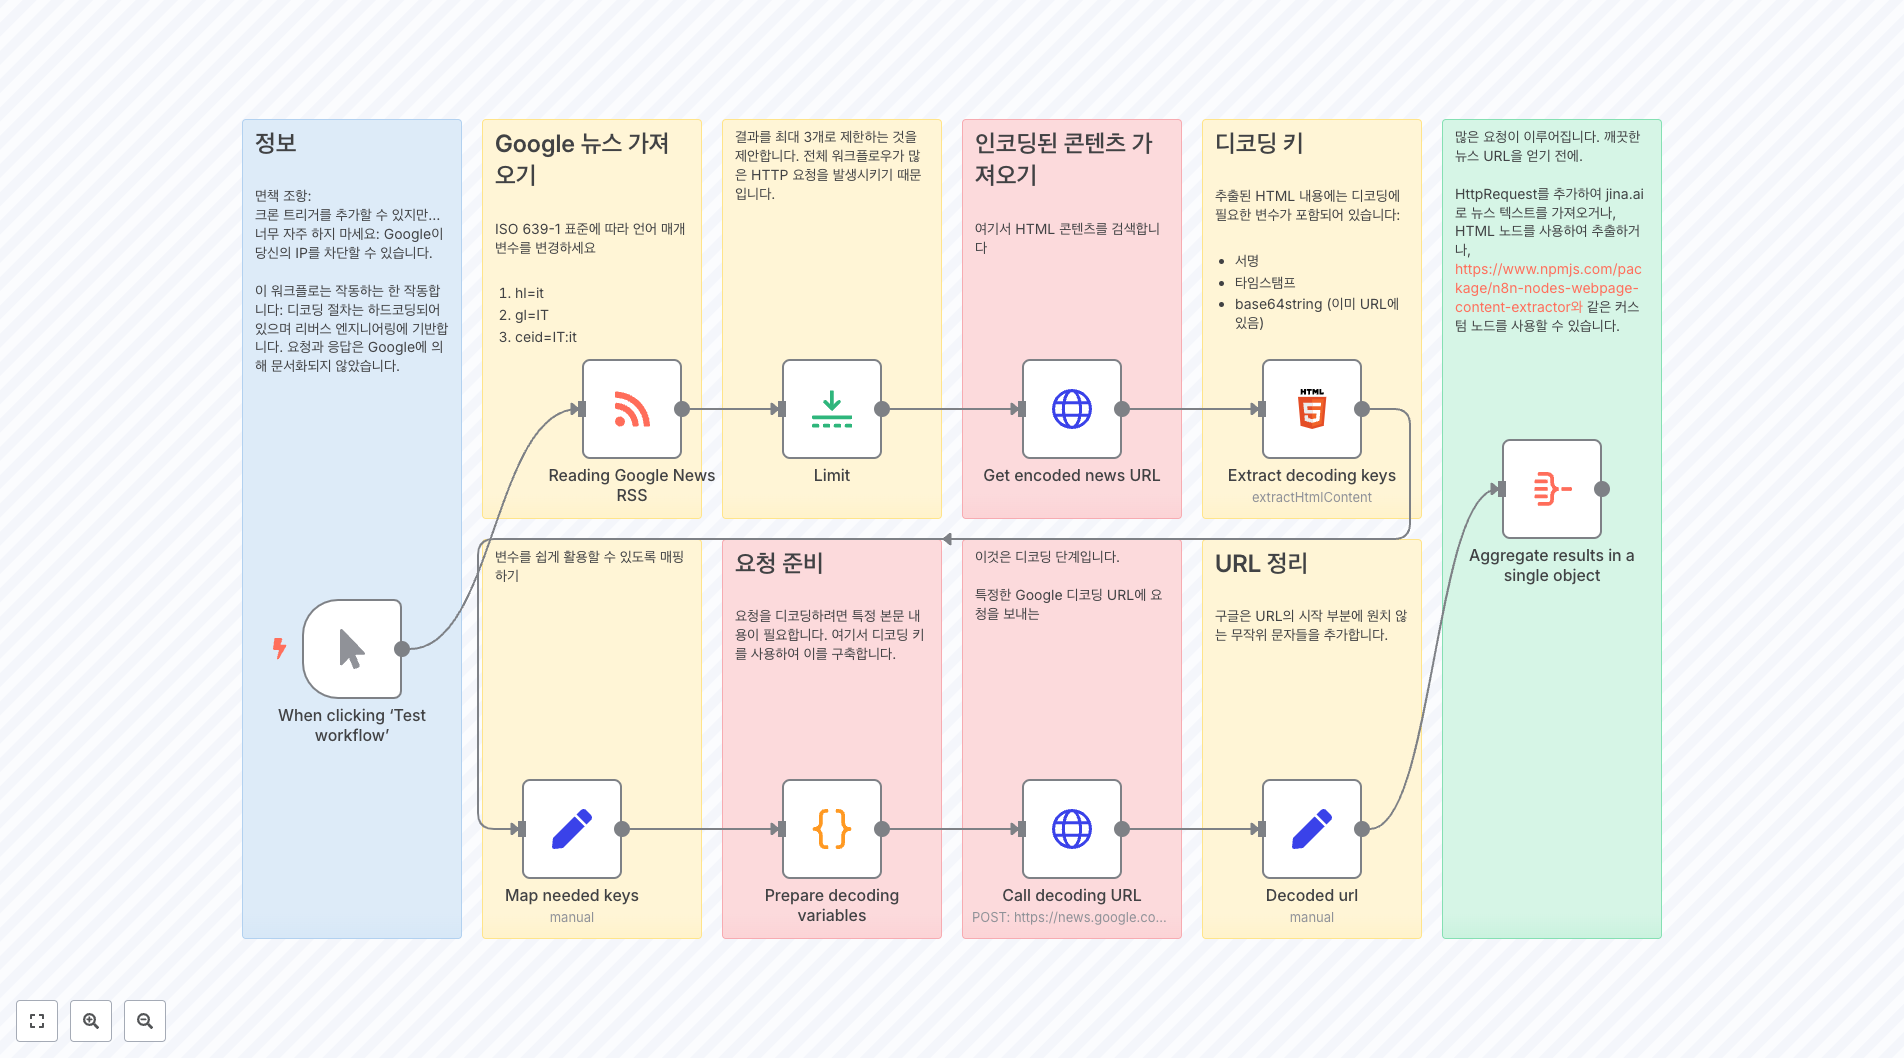 정보
면책 조항:
크론 트리거를 추가할 수 있지만...
너무 자주 하지 마세요: Google이
당신의 IP를 차단할 수 있습니다.
이 워크플로는 작동하는 한 작동합
니다: 디코딩 절차는 하드코딩되어
있으며 리버스 엔지니어링에 기반합
니다. 요청과 응답은 Google에 의
해 문서화되지 않았습니다.
When clicking ‘Test
workflow’
Google 뉴스 가져
오기
ISO 639-1 표준에 따라 언어 매개
변수를 변경하세요
1. hl=it
2. gl=IT
3. ceid=IT:it
Reading Google News
RSS
결과를 최대 3개로 제한하는 것을
제안합니다. 전체 워크플로우가 많
은 HTTP 요청을 발생시키기 때문
입니다.
Limit
인코딩된 콘텐츠 가
져오기
여기서 HTML 콘텐츠를 검색합니
다
Get encoded news URL
디코딩 키
추출된 HTML 내용에는 디코딩에
필요한 변수가 포함되어 있습니다:
• 서명
• 타임스탬프
• base64string (이미 URL에
있음)
HTML
5
Extract decoding keys
extractHtmlContent
변수를 쉽게 활용할 수 있도록 매핑
하기
Map needed keys
manual
요청 준비
요청을 디코딩하려면 특정 본문 내
용이 필요합니다. 여기서 디코딩 키
를 사용하여 이를 구축합니다.
{}
Prepare decoding
variables
이것은 디코딩 단계입니다.
특정한 Google 디코딩 URL에 요
청을 보내는
Call decoding URL
POST: https://news.google.co...
URL 정리
구글은 URL의 시작 부분에 원치 않
는 무작위 문자들을 추가합니다.
Decoded url
manual
많은 요청이 이루어집니다. 깨끗한
뉴스 URL을 얻기 전에.
HttpRequest를 추가하여 jina.ai
로 뉴스 텍스트를 가져오거나,
HTML 노드를 사용하여 추출하거
나,
https://www.npmjs.com/pac
kage/n8n-nodes-webpage-
content-extractor와 같은 커스
텀 노드를 사용할 수 있습니다.
Aggregate results in a
single object